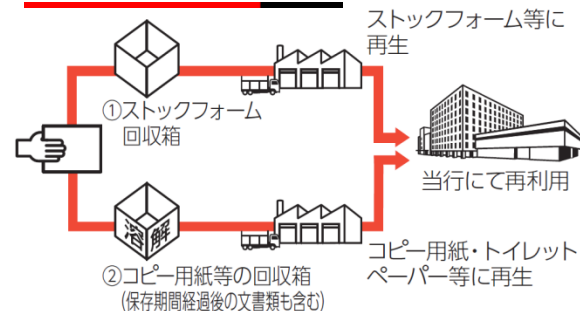 ストックフォーム等に
再生
①ストックフォーム
回収箱
当行にて再利用
溶解
②コピー用紙等の回収箱
(保存期間経過後の文書類も含む)
コピー用紙・トイレット
ペーパー等に再生